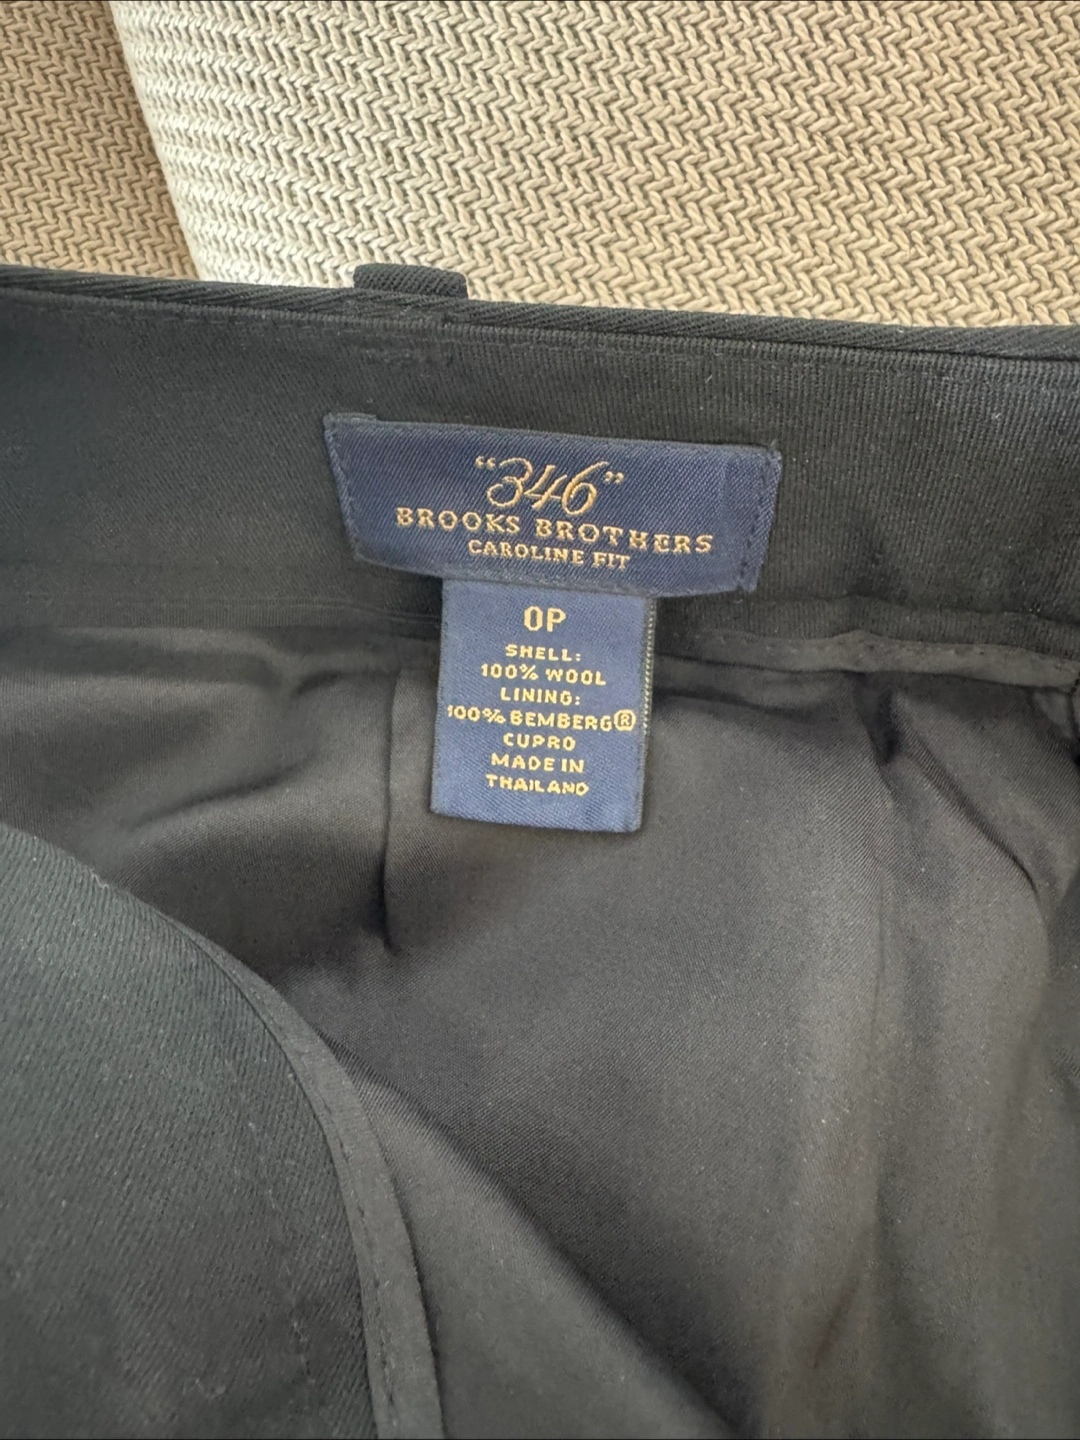 "346"
BROOKS BROTHERS
CAROLINE FIT
0P
SHELL:
100% WOOL
LINING:
100% BEMBERG®
CUPRO
MADE IN
THAILAND